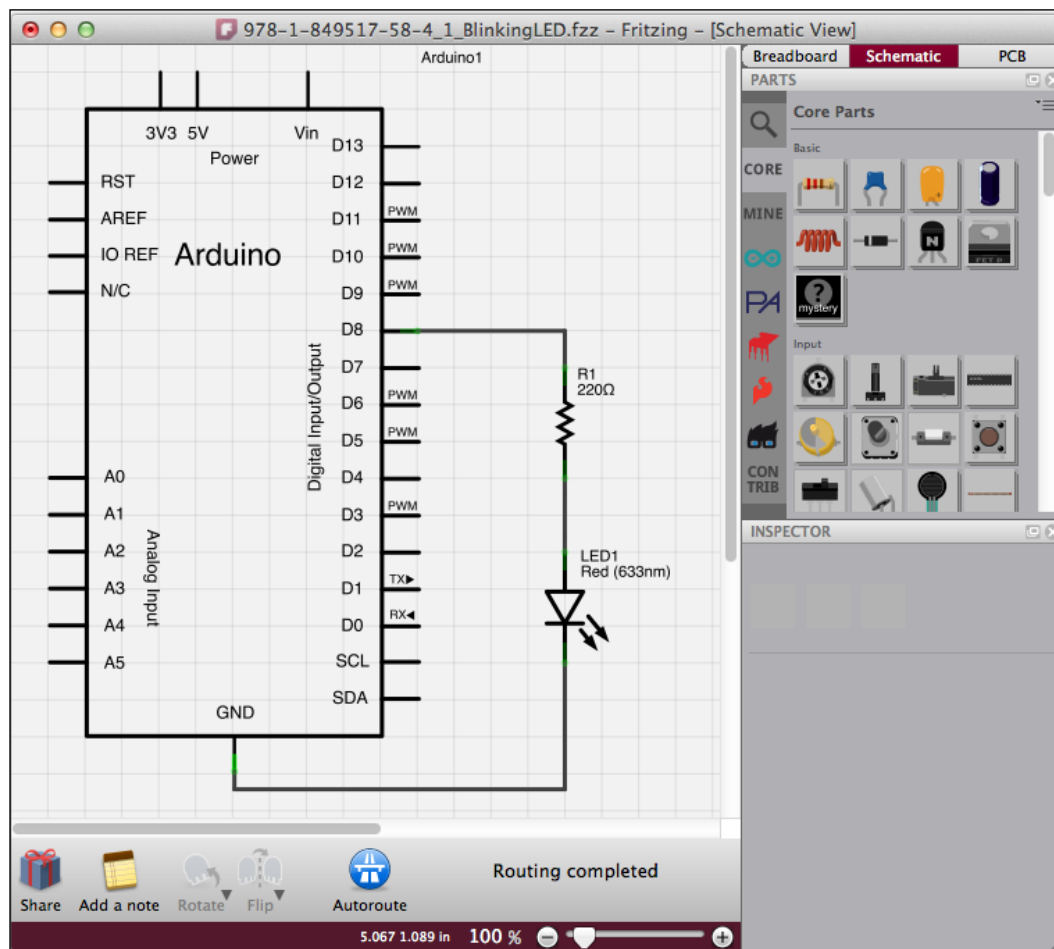 978-1-849517-58-4_1_BlinkingLED.fzz – Fritzing – [Schematic View]
Arduino1
Breadboard
Schematic
PCB
PARTS
Core Parts
Basic
CORE
MINE
PA
N
FET P
?
mystery
Input
CON
TRIB
INSPECTOR
3V3 5V
Vin
Power
RST
AREF
IO REF
N/C
Arduino
A0
A1
A2
A3
A4
A5
Analog Input
GND
D13
D12
D11
PWM
D10
PWM
D9
PWM
D8
D7
D6
PWM
D5
PWM
D4
D3
PWM
D2
D1
TX
D0
RX
SCL
SDA
Digital Input/Output
R1
220Ω
LED1
Red (633nm)
Share
Add a note
Rotate
Flip
Autoroute
Routing completed
5.067 1.089 in
100 %